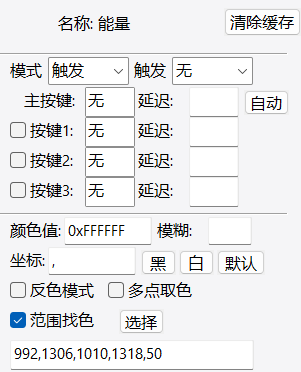 名称: 能量 清除缓存
模式 触发 触发 无
主按键: 无 延迟: 自动
按键1: 无 延迟:
按键2: 无 延迟:
按键3: 无 延迟:
颜色值: 0xFFFFFF 模糊:
坐标: , 黑 白 默认
反色模式 多点取色
范围找色 选择
992,1306,1010,1318,50